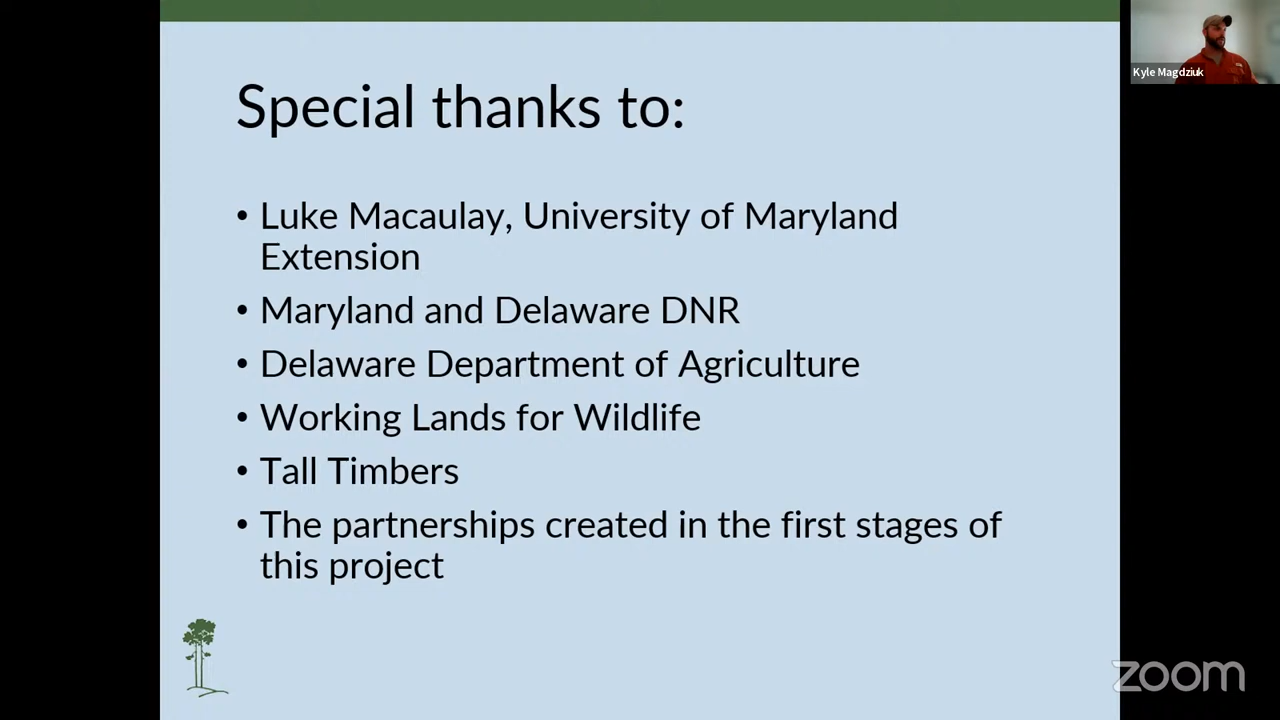 Special thanks to:
• Luke Macaulay, University of Maryland
Extension
• Maryland and Delaware DNR
• Delaware Department of Agriculture
• Working Lands for Wildlife
• Tall Timbers
• The partnerships created in the first stages of
this project
Kyle Magdziuk
zoom